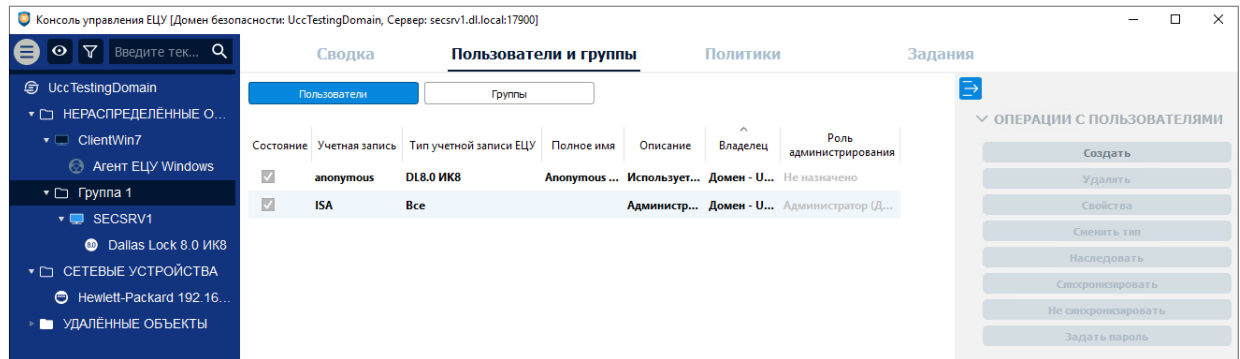 Консоль управления ЕЦУ [Домен безопасности: UccTestingDomain, Сервер: secsrv1.dl.local:17900]
Введите тек...
Сводка
Пользователи и группы
Политики
Задания
UccTestingDomain
НЕРАСПРЕДЕЛЁННЫЕ О...
ClientWin7
Агент ЕЦУ Windows
Группа 1
SECSRV1
8.0 Dallas Lock 8.0 ИК8
СЕТЕВЫЕ УСТРОЙСТВА
Hewlett-Packard 192.16...
УДАЛЁННЫЕ ОБЪЕКТЫ
Пользователи
Группы
Состояние Учетная запись Тип учетной записи ЕЦУ Полное имя Описание Владелец Роль администрирования
anonymous DL8.0 ИК8 Anonymous ... Использует... Домен - U... Не назначено
ISA Все Администр... Домен - U... Администратор (Д...
ОПЕРАЦИИ С ПОЛЬЗОВАТЕЛЯМИ
Создать
Удалить
Свойства
Сменить тип
Наследовать
Синхронизировать
Не синхронизировать
Задать пароль